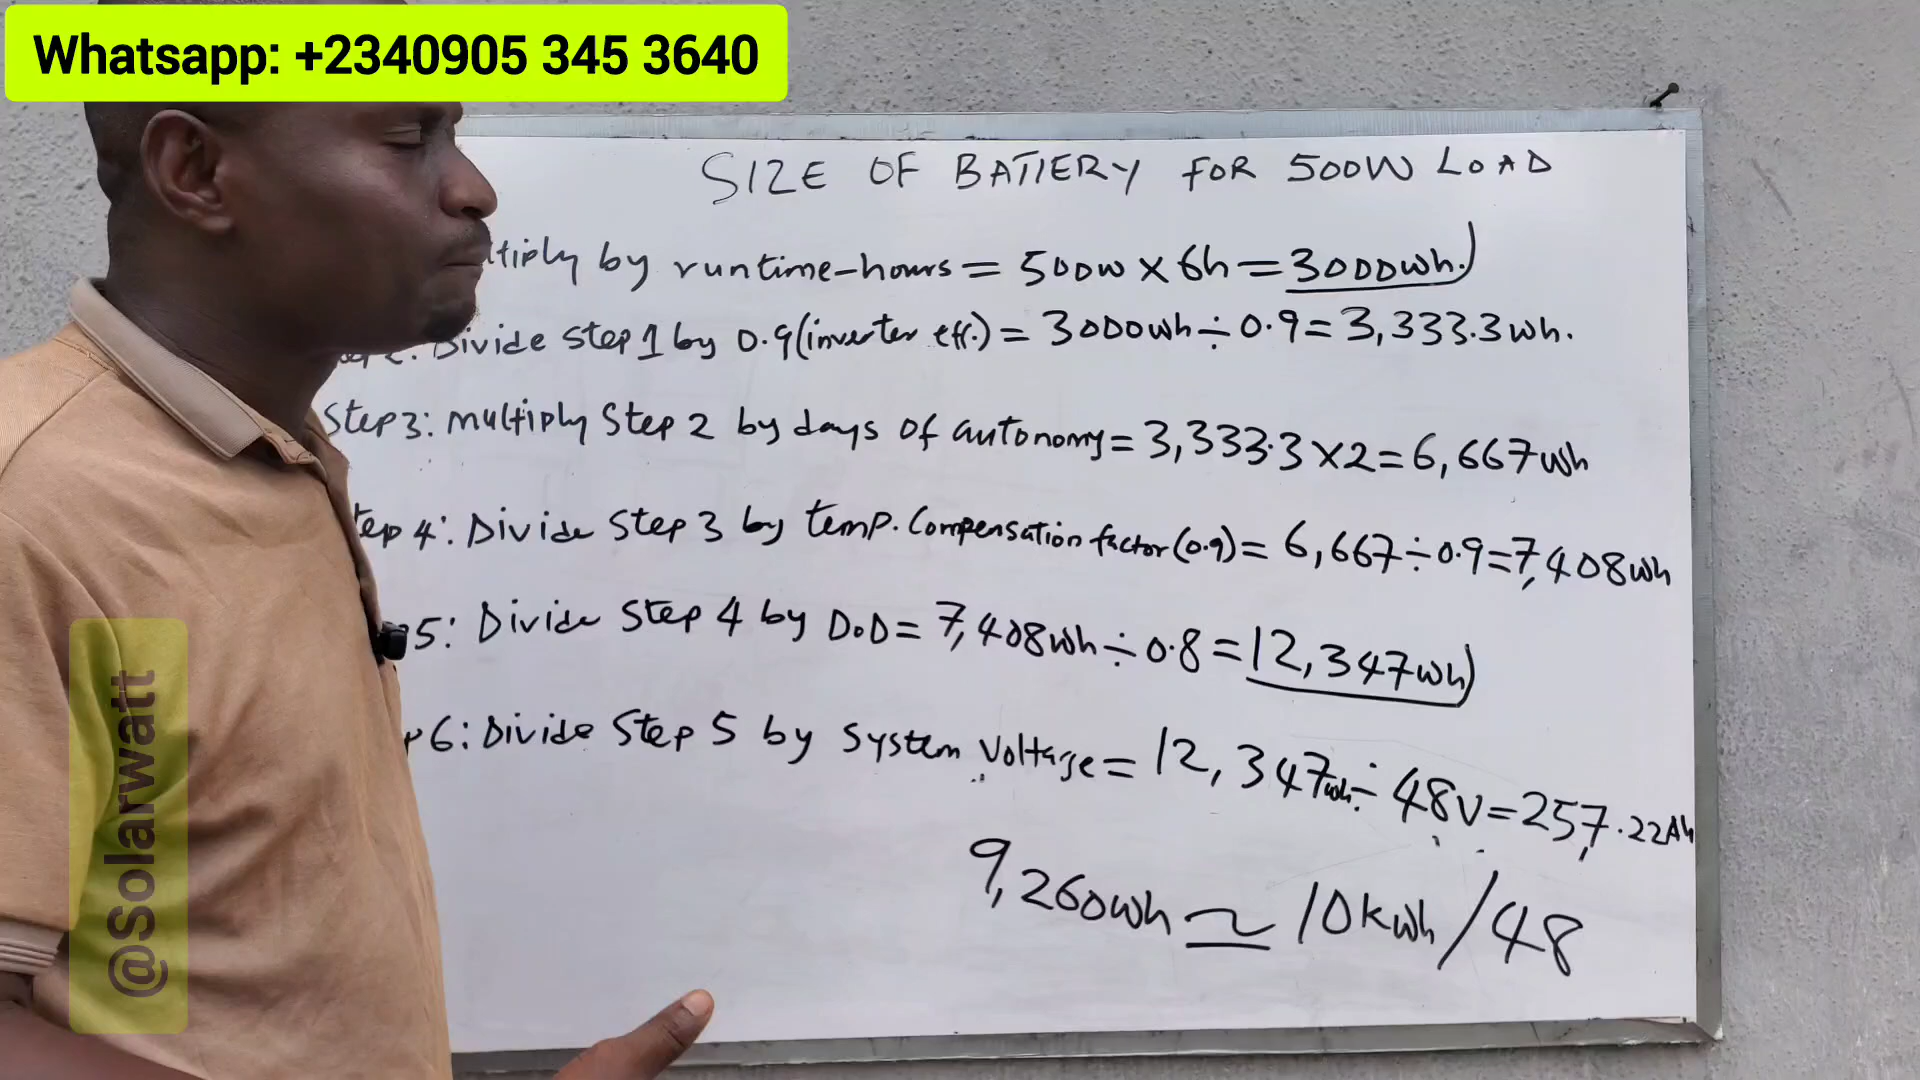 Whatsapp: +2340905 345 3640
SIZE OF BATTERY FOR 500W LOAD
by runtime-hours = 500W X 6h = 3000wh.
Divide Step 1 by 0.9 (inverter eff.) = 3000wh ÷ 0.9 = 3,333.3wh.
Step 3: Multiply Step 2 by days of autonomy = 3,333.3 X 2 = 6,667wh
4: Divide Step 3 by temp. Compensation factor (0.9) = 6,667 ÷ 0.9 = 7,408wh
5: Divide Step 4 by DoD = 7,408wh ÷ 0.8 = 12,347wh
6: Divide Step 5 by System Voltage = 12,347wh ÷ 48V = 257.22Ah
9,260wh ≃ 10kwh/48
@Solarwatt